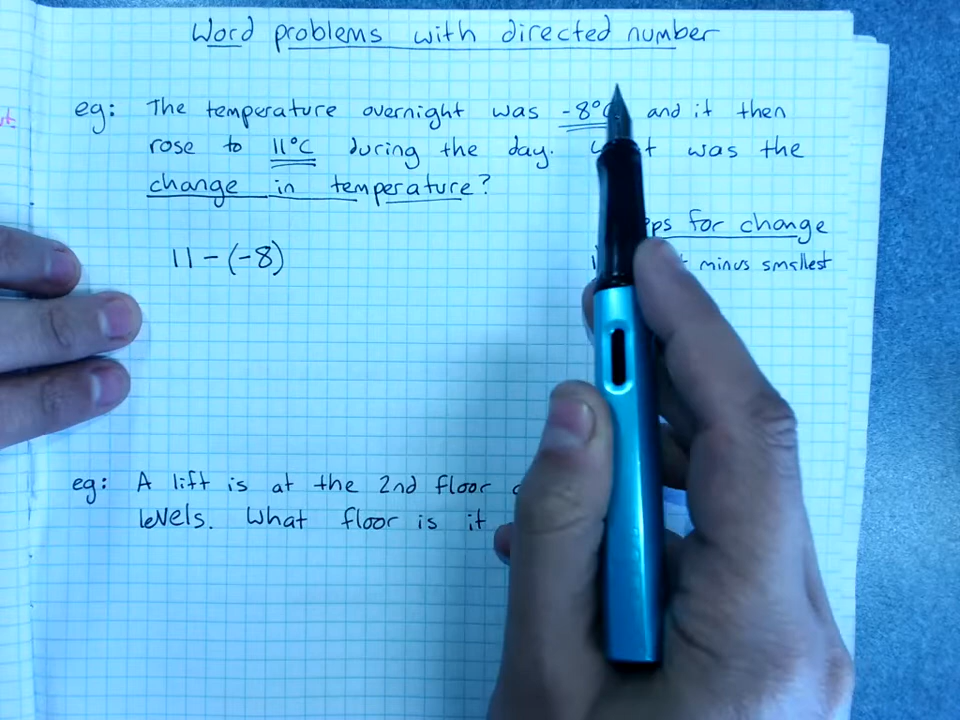 Word problems with directed number
eg: The temperature overnight was -8°C and it then
rose to 11°C during the day. was the
change in temperature?
for change
11 - (-8)
minus smallest
eg: A lift is at the 2nd floor
levels. What floor is it